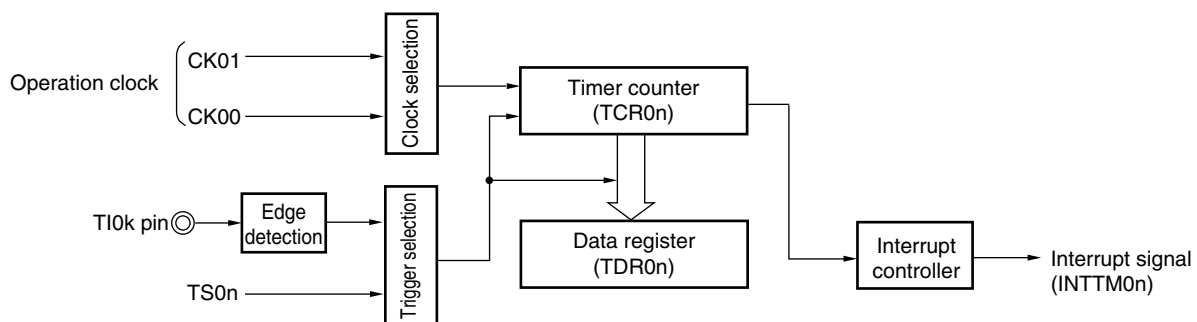 Operation clock
CK01
CK00
Clock selection
Timer counter
(TCR0n)
TI0k pin
Edge
detection
TS0n
Trigger selection
Data register
(TDR0n)
Interrupt
controller
Interrupt signal
(INTTM0n)